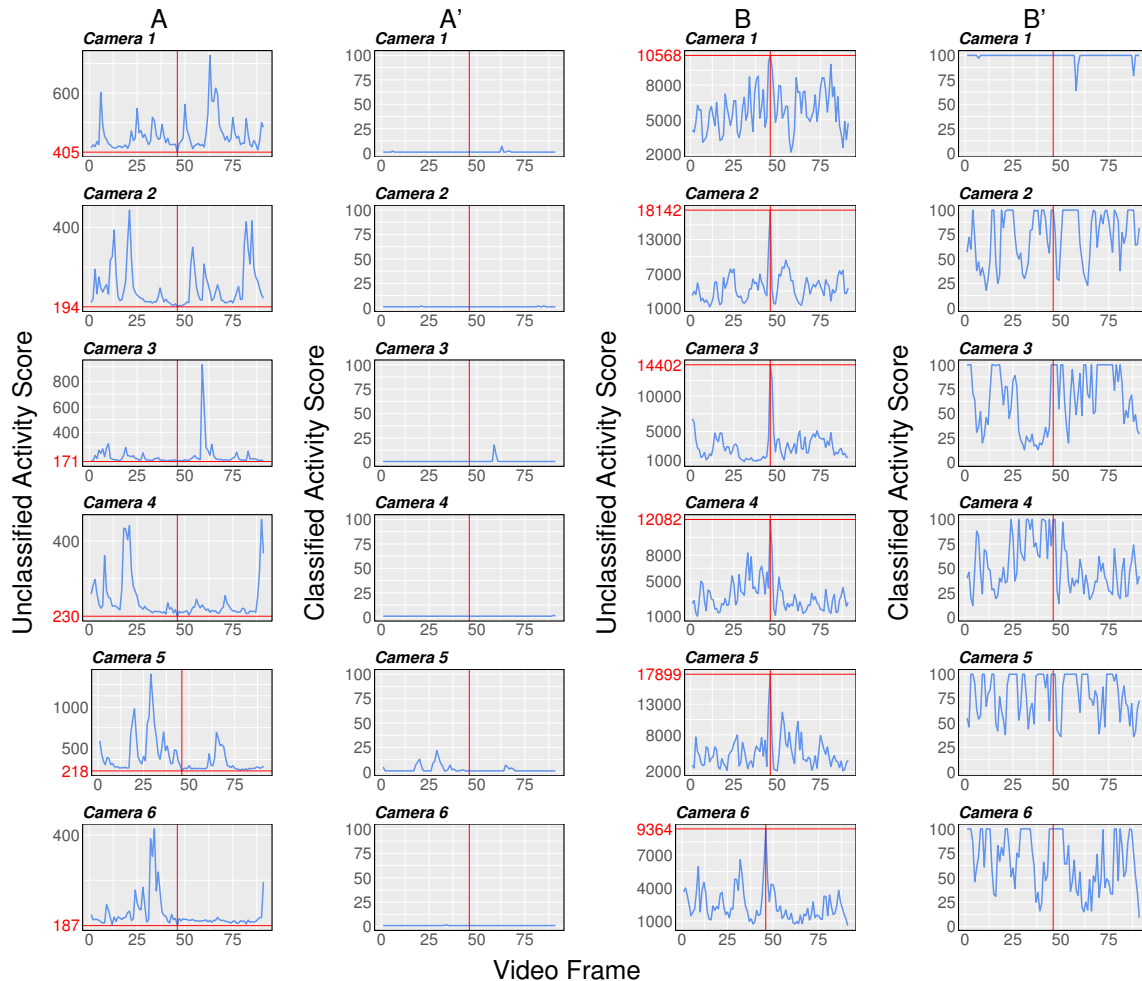 A A' B B'
Camera 1 Camera 1 Camera 1 Camera 1
600 405 0 25 50 75
100 75 50 25 0 0 25 50 75
10568 8000 5000 2000 0 25 50 75
100 75 50 25 0 0 25 50 75
Camera 2 Camera 2 Camera 2 Camera 2
400 194 0 25 50 75
100 75 50 25 0 0 25 50 75
18142 13000 7000 1000 0 25 50 75
100 75 50 25 0 0 25 50 75
Camera 3 Camera 3 Camera 3 Camera 3
800 600 400 171 0 25 50 75
100 75 50 25 0 0 25 50 75
14402 10000 5000 1000 0 25 50 75
100 75 50 25 0 0 25 50 75
Camera 4 Camera 4 Camera 4 Camera 4
400 230 0 25 50 75
100 75 50 25 0 0 25 50 75
12082 8000 5000 1000 0 25 50 75
100 75 50 25 0 0 25 50 75
Camera 5 Camera 5 Camera 5 Camera 5
1000 500 218 0 25 50 75
100 75 50 25 0 0 25 50 75
17899 13000 8000 2000 0 25 50 75
100 75 50 25 0 0 25 50 75
Camera 6 Camera 6 Camera 6 Camera 6
400 187 0 25 50 75
100 75 50 25 0 0 25 50 75
9364 7000 4000 1000 0 25 50 75
100 75 50 25 0 0 25 50 75
Unclassified Activity Score
Classified Activity Score
Unclassified Activity Score
Classified Activity Score
Video Frame